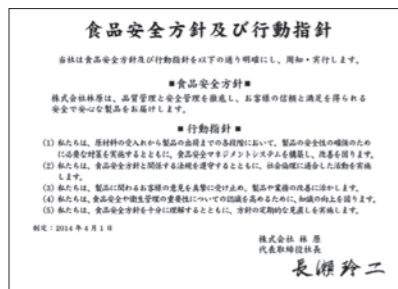 食品安全方針及び行動指針
当社は食品安全方針及び行動指針を以下の通り明確にし、周知・実行します。
■食品安全方針■
株式会社林原は、品質管理と安全管理を徹底し、お客様の信頼と満足を得られる
安全で安心な製品をお届けします。
■行動指針■
(1) 私たちは、原材料の受入れから製品の出荷までの各段階において、製品の安全性の確保のため
に必要な対策を実施するとともに、食品安全マネジメントシステムを構築し、改善を図ります。
(2) 私たちは、食品安全方針と関係する法規を遵守するとともに、社会倫理に適合した活動を実施
します。
(3) 私たちは、製品に関わるお客様の意見を真摯に受け止め、製品や業務の改善に活かします。
(4) 私たちは、食品安全や衛生管理の重要性についての認識を高めるために、知識の向上を図ります。
(5) 私たちは、食品安全方針を十分に理解するとともに、方針の定期的な見直しを実施します。
制定：2014年4月1日
株式会社 林原
代表取締役社長
長瀬玲二